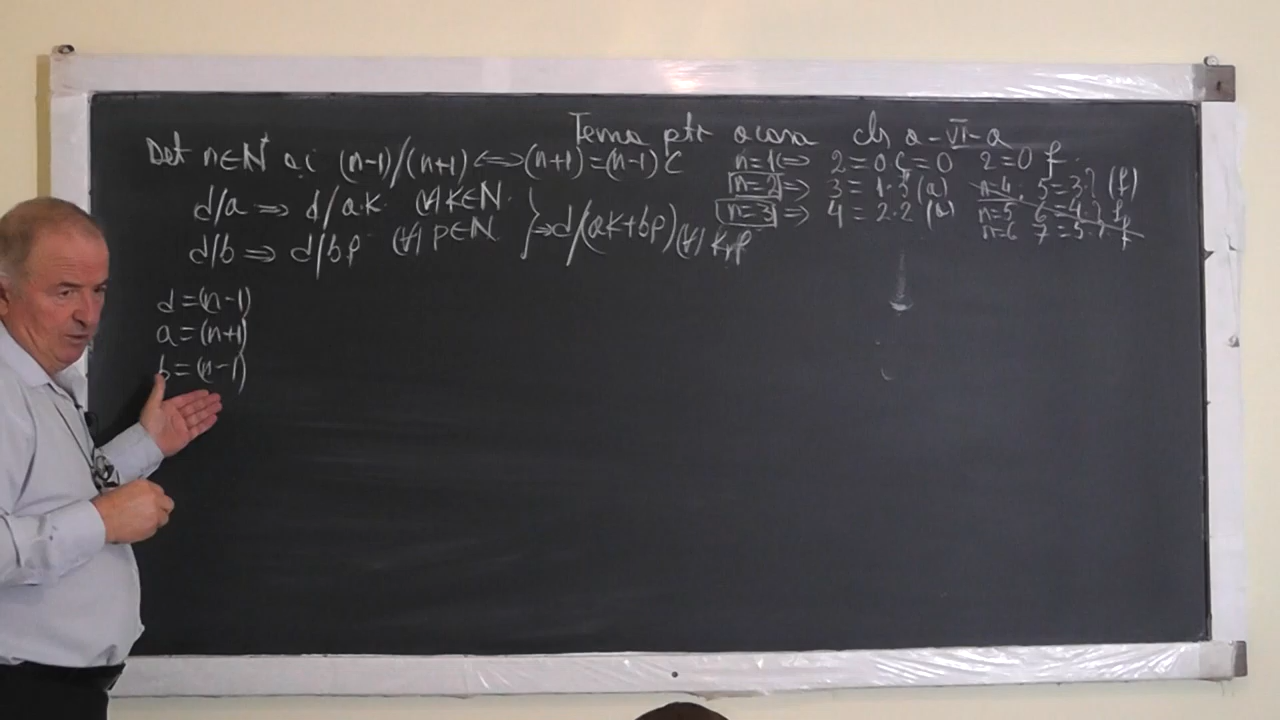 Tema ptr acasa cls a-VI-a
Det n∈ℕ* a.i (n-1)/(n+1) ⟺ (n+1)=(n-1) C
n=1 ⟹ 2=0·C=0 2=0 f
n=2 ⟹ 3=1·3 (a) n=4 5=3·? (f)
n=3 ⟹ 4=2·2 (a) n=5 6=4·? f
n=6 7=5·? f
d/a ⟹ d/a·k (∀) k∈ℕ
d/b ⟹ d/bp (∀) p∈ℕ } ⟹ d/(ak+bp) (∀) k,p
d=(n-1)
a=(n+1)
b=(n-1)